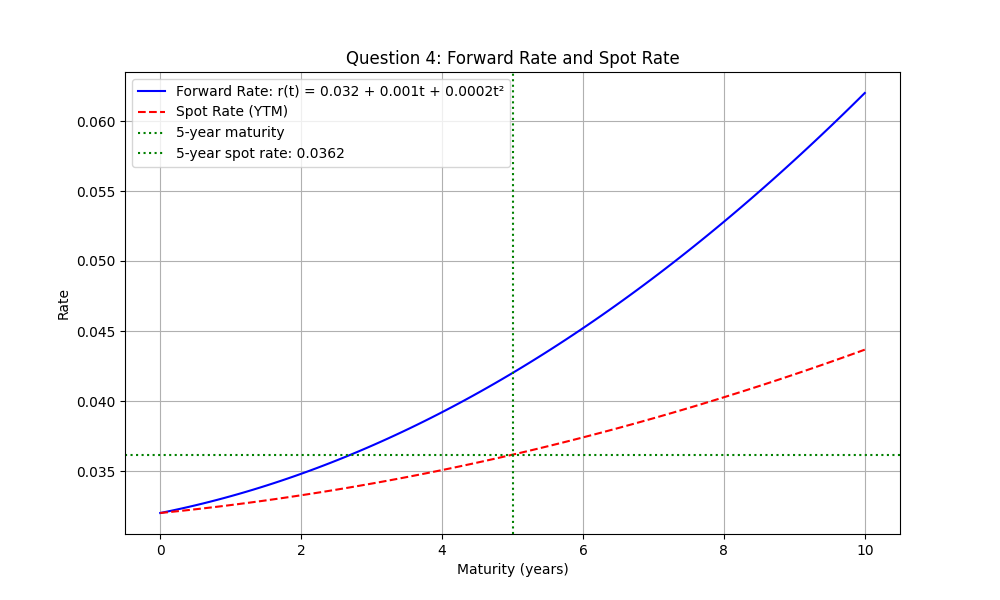 Question 4: Forward Rate and Spot Rate
Forward Rate: r(t) = 0.032 + 0.001t + 0.0002t²
Spot Rate (YTM)
5-year maturity
5-year spot rate: 0.0362
0.060
0.055
0.050
0.045
0.040
0.035
Rate
0
2
4
6
8
10
Maturity (years)